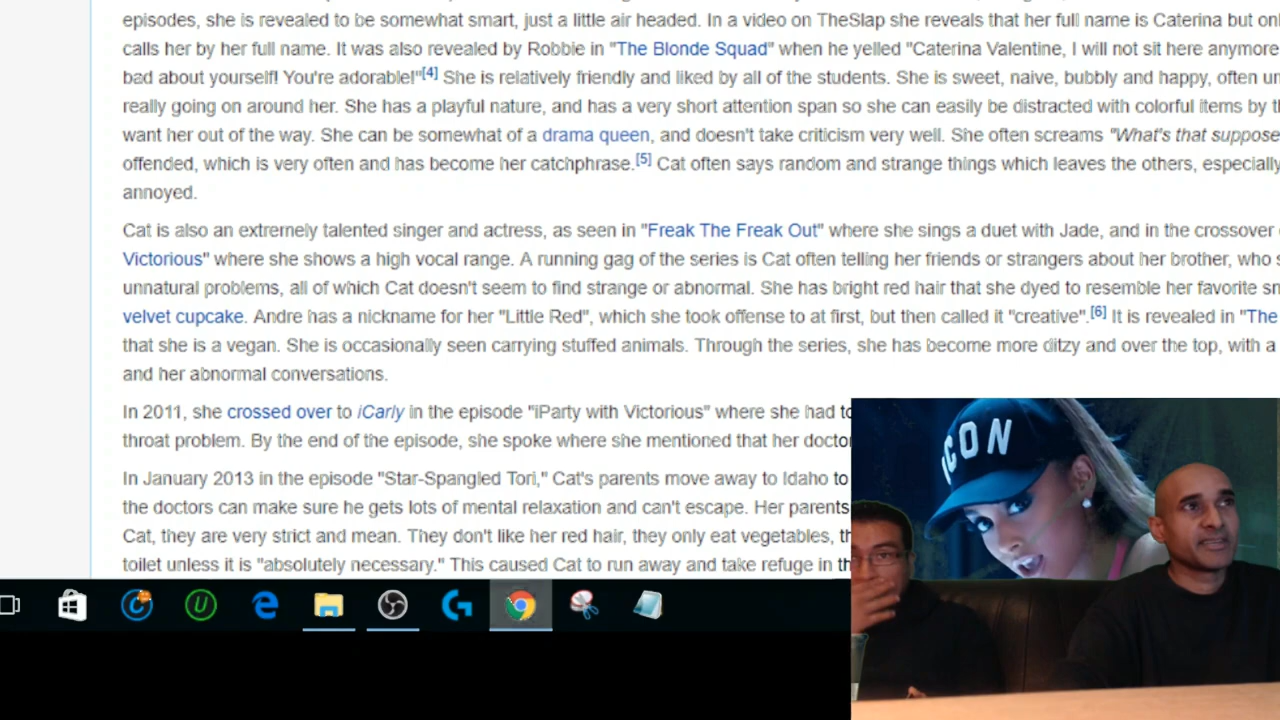 episodes, she is revealed to be somewhat smart, just a little air headed. In a video on TheSlap she reveals that her full name is Caterina but
calls her by her full name. It was also revealed by Robbie in "The Blonde Squad" when he yelled "Caterina Valentine, I will not sit here anymore
bad about yourself! You're adorable!"[4] She is relatively friendly and liked by all of the students. She is sweet, naive, bubbly and happy, often
really going on around her. She has a playful nature, and has a very short attention span so she can easily be distracted with colorful items by
want her out of the way. She can be somewhat of a drama queen, and doesn't take criticism very well. She often screams "What's that
offended, which is very often and has become her catchphrase.[5] Cat often says random and strange things which leaves the others, especially
annoyed.
Cat is also an extremely talented singer and actress, as seen in "Freak The Freak Out" where she sings a duet with Jade, and in the crossover
Victorious" where she shows a high vocal range. A running gag of the series is Cat often telling her friends or strangers about her brother, who
unnatural problems, all of which Cat doesn't seem to find strange or abnormal. She has bright red hair that she dyed to resemble her favorite
velvet cupcake. Andre has a nickname for her "Little Red", which she took offense to at first, but then called it "creative".[6] It is revealed in "The
that she is a vegan. She is occasionally seen carrying stuffed animals. Through the series, she has become more ditzy and over the top, with a
and her abnormal conversations.
In 2011, she crossed over to iCarly in the episode "iParty with Victorious" where she had to
throat problem. By the end of the episode, she spoke where she mentioned that her
In January 2013 in the episode "Star-Spangled Tori," Cat's parents move away to Idaho to
the doctors can make sure he gets lots of mental relaxation and can't escape. Her parents
Cat, they are very strict and mean. They don't like her red hair, they only eat vegetables,
toilet unless it is "absolutely necessary." This caused Cat to run away and take refuge in
ICON